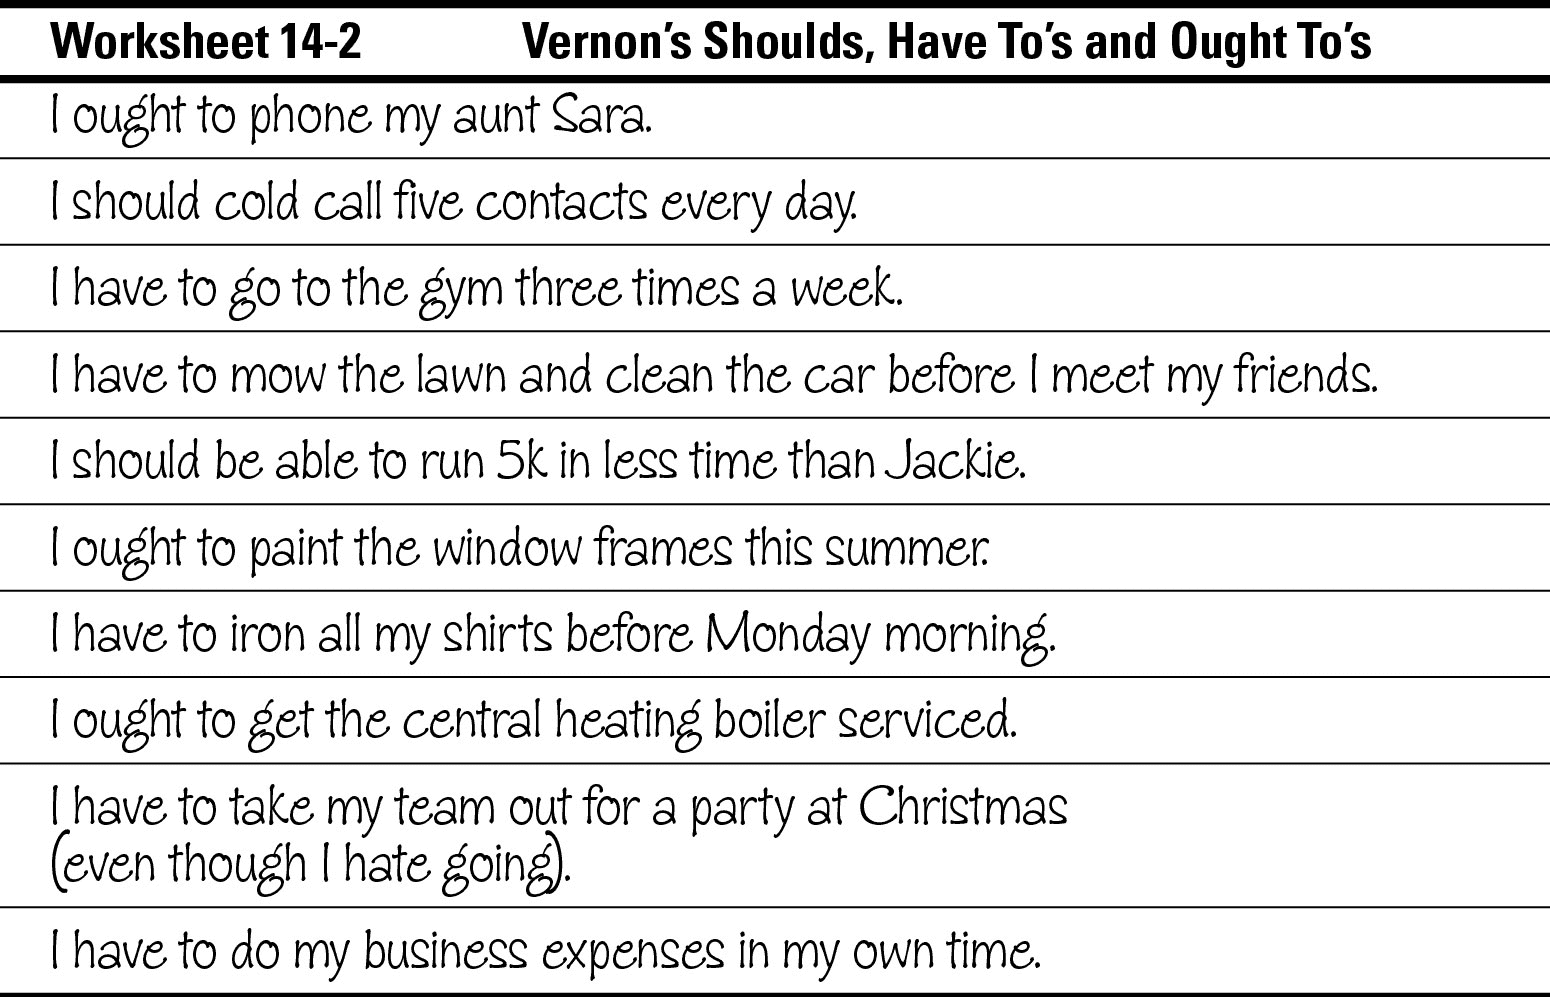 Worksheet 14-2 Vernon's Shoulds, Have To's and Ought To's
I ought to phone my aunt Sara.
I should cold call five contacts every day.
I have to go to the gym three times a week.
I have to mow the lawn and clean the car before I meet my friends.
I should be able to run 5k in less time than Jackie.
I ought to paint the window frames this summer.
I have to iron all my shirts before Monday morning.
I ought to get the central heating boiler serviced.
I have to take my team out for a party at Christmas
(even though I hate going).
I have to do my business expenses in my own time.